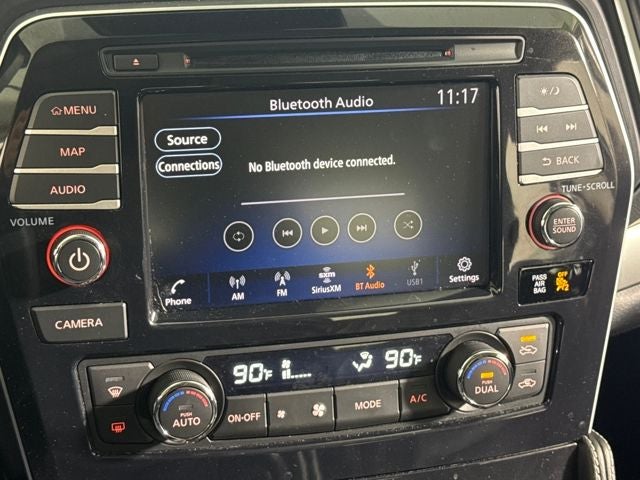 Bluetooth Audio
11:17
MENU
MAP
AUDIO
VOLUME
CAMERA
Source
Connections
No Bluetooth device connected.
Phone
AM
FM
sxm
SiriusXM
BT Audio
USB1
Settings
BACK
TUNE•SCROLL
ENTER
SOUND
PASS
AIR
BAG
OFF
90°F
90°F
PUSH
AUTO
ON•OFF
MODE
A/C
PUSH
DUAL